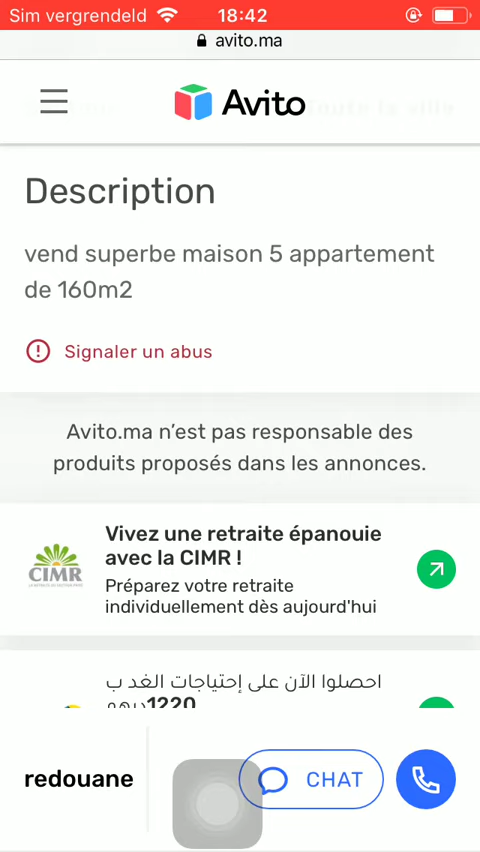 Sim vergrendeld 18:42
avito.ma
Avito
Description
vend superbe maison 5 appartement
de 160m2
Signaler un abus
Avito.ma n’est pas responsable des
produits proposés dans les annonces.
Vivez une retraite épanouie
avec la CIMR !
CIMR
Préparez votre retraite
individuellement dès aujourd'hui
احصلوا الآن على إحتياجات الغد ب
1220درهم
redouane
CHAT